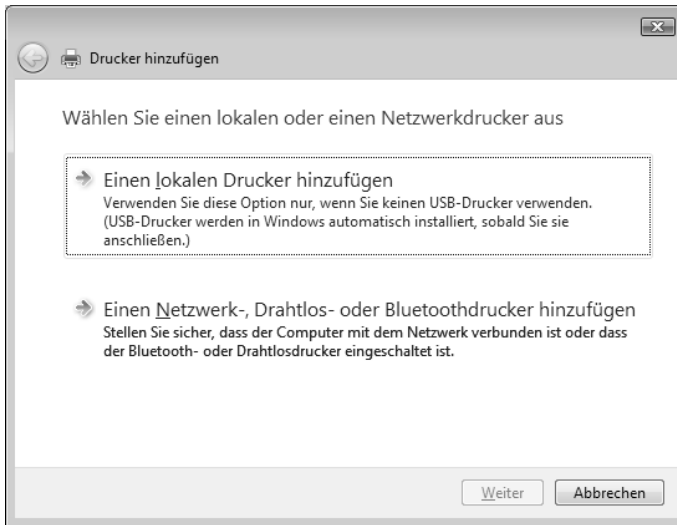 Drucker hinzufügen
Wählen Sie einen lokalen oder einen Netzwerkdrucker aus
Einen lokalen Drucker hinzufügen
Verwenden Sie diese Option nur, wenn Sie keinen USB-Drucker verwenden.
(USB-Drucker werden in Windows automatisch installiert, sobald Sie sie
anschließen.)
Einen Netzwerk-, Drahtlos- oder Bluetoothdrucker hinzufügen
Stellen Sie sicher, dass der Computer mit dem Netzwerk verbunden ist oder dass
der Bluetooth- oder Drahtlosdrucker eingeschaltet ist.
Weiter Abbrechen